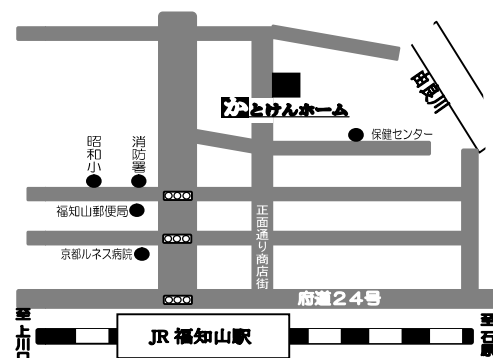 由良川
かとけんホーム
保健センター
昭和小
消防署
福知山郵便局
正面通り商店街
京都ルネス病院
府道24号
至上川口
JR 福知山駅
至石原